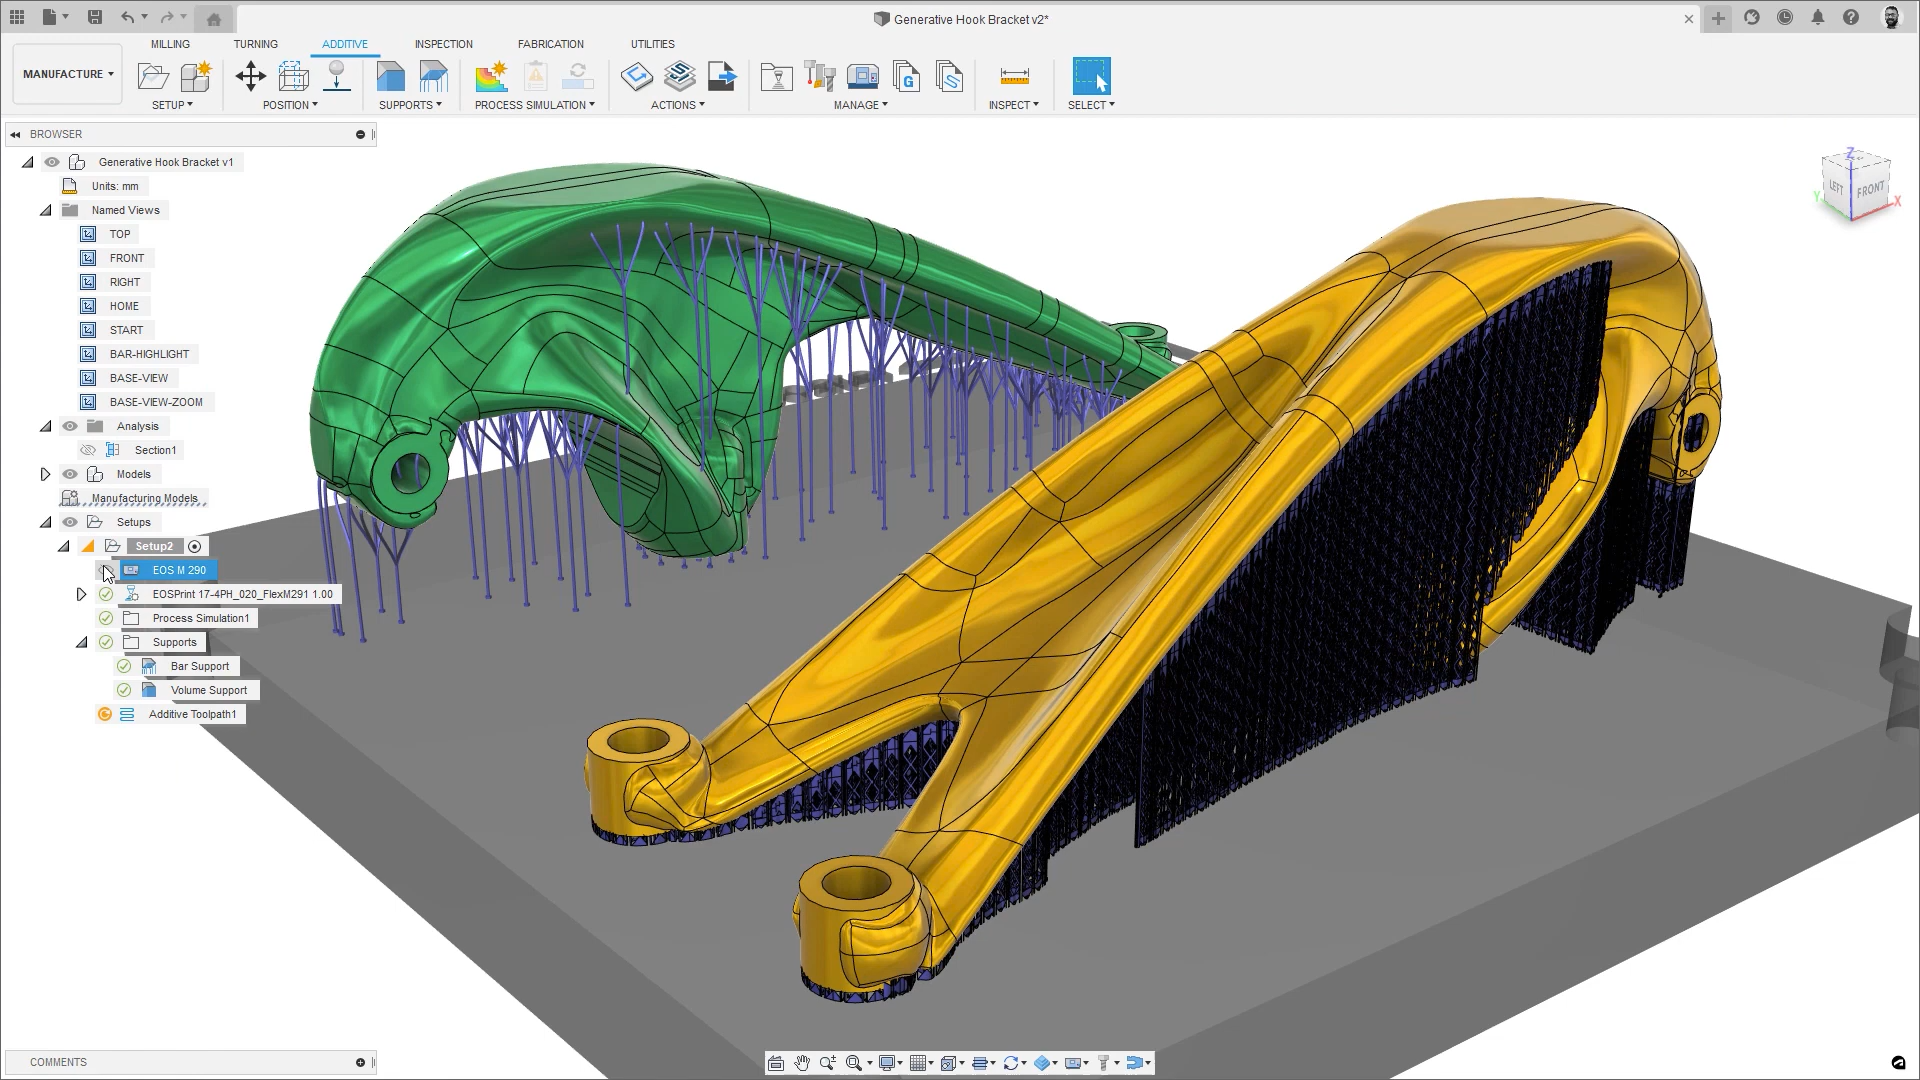 Generative Hook Bracket v2*
MILLING TURNING ADDITIVE INSPECTION FABRICATION UTILITIES
MANUFACTURE
SETUP POSITION SUPPORTS PROCESS SIMULATION ACTIONS MANAGE INSPECT SELECT
G
BROWSER
Generative Hook Bracket v1
Units: mm
Named Views
TOP
FRONT
RIGHT
HOME
START
BAR-HIGHLIGHT
BASE-VIEW
BASE-VIEW-ZOOM
Analysis
Section1
Models
Manufacturing Models
Setups
Setup2
EOS M 290
EOSPrint 17-4PH_020_FlexM291 1.00
Process Simulation1
Supports
Bar Support
Volume Support
Additive Toolpath1
Z
LEFT FRONT
Y X
COMMENTS